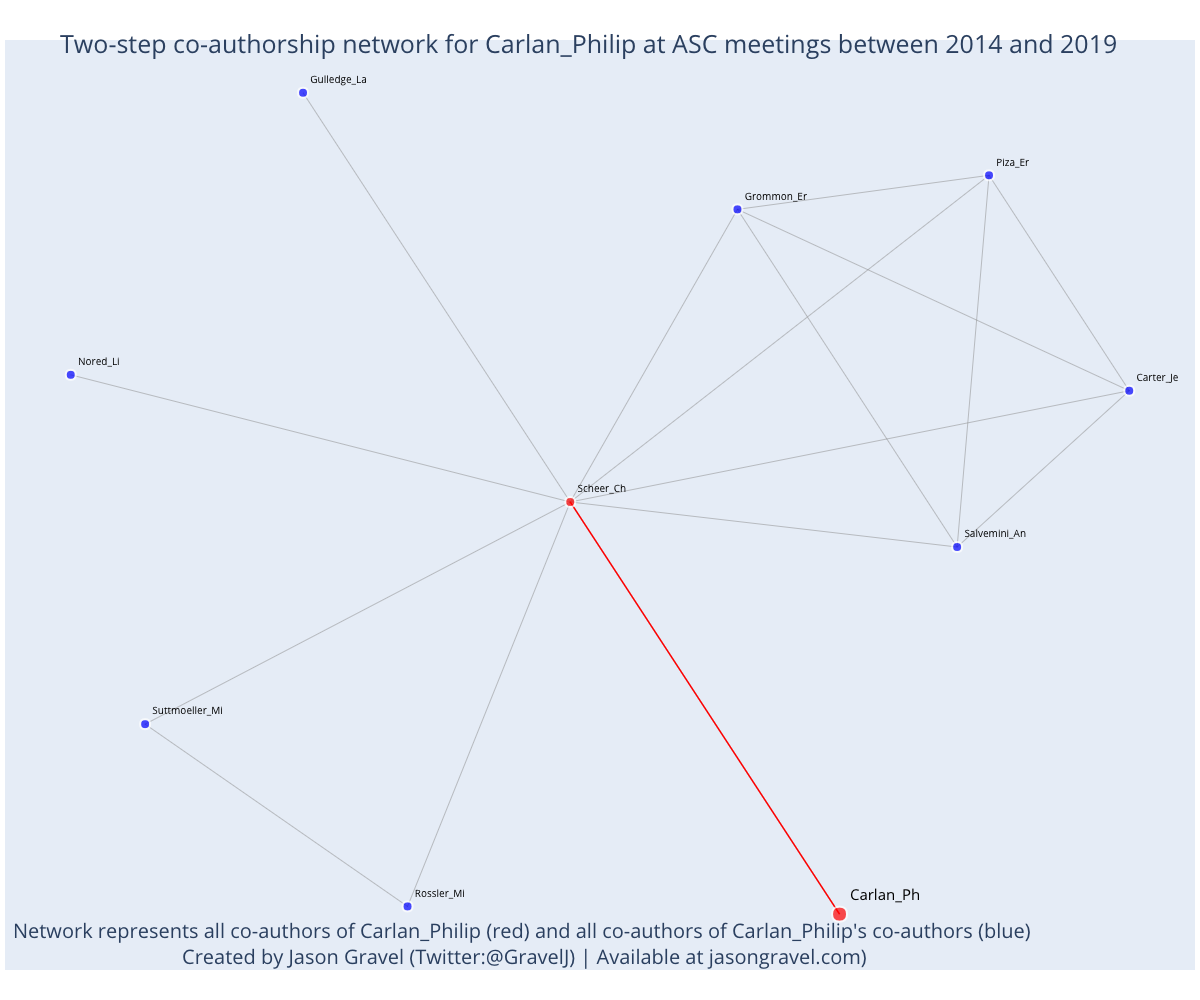 Two-step co-authorship network for Carlan_Philip at ASC meetings between 2014 and 2019
Gulledge_La
Piza_Er
Grommon_Er
Nored_Li
Carter_Je
Scheer_Ch
Salvemini_An
Suttmoeller_Mi
Rossler_Mi
Carlan_Ph
Network represents all co-authors of Carlan_Philip (red) and all co-authors of Carlan_Philip's co-authors (blue)
Created by Jason Gravel (Twitter:@GravelJ) | Available at jasongravel.com)